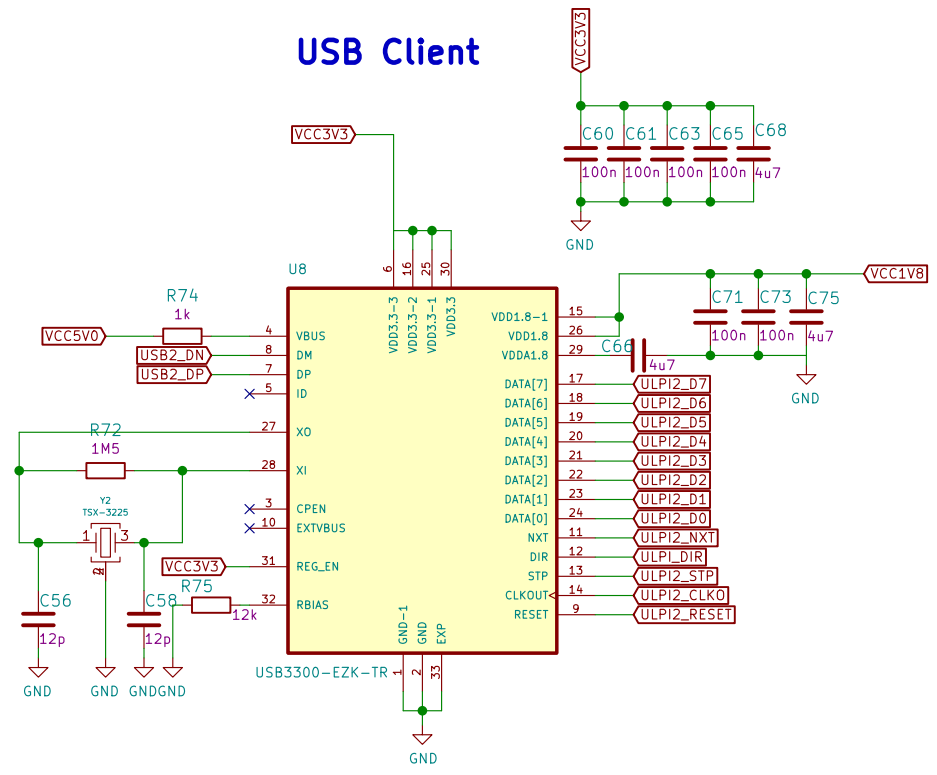 USB Client
VCC3V3
VCC3V3
C60
C61
C63
C65
C68
100n
100n
100n
100n
4u7
GND
U8
6
16
25
30
VDD3.3-3
VDD3.3-2
VDD3.3-1
VDD3.3
VCC1V8
C71
C73
C75
100n
100n
4u7
GND
C66
4u7
R74
1k
VCC5V0
4
VBUS
USB2_DN
8
DM
USB2_DP
7
DP
5
ID
27
XO
R72
1M5
28
XI
Y2
TSX-3225
1
3
3
CPEN
10
EXTVBUS
VCC3V3
31
REG_EN
R75
12k
32
RBIAS
C56
12p
C58
12p
GND
GND
GND
GND
VDD1.8-1
15
VDD1.8
26
VDDA1.8
29
DATA[7]
17
ULPI2_D7
DATA[6]
18
ULPI2_D6
DATA[5]
19
ULPI2_D5
DATA[4]
20
ULPI2_D4
DATA[3]
21
ULPI2_D3
DATA[2]
22
ULPI2_D2
DATA[1]
23
ULPI2_D1
DATA[0]
24
ULPI2_D0
NXT
11
ULPI2_NXT
DIR
12
ULPI_DIR
STP
13
ULPI2_STP
CLKOUT
14
ULPI2_CLKO
RESET
9
ULPI2_RESET
GND-1
GND
EXP
USB3300-EZK-TR
1
2
33
GND